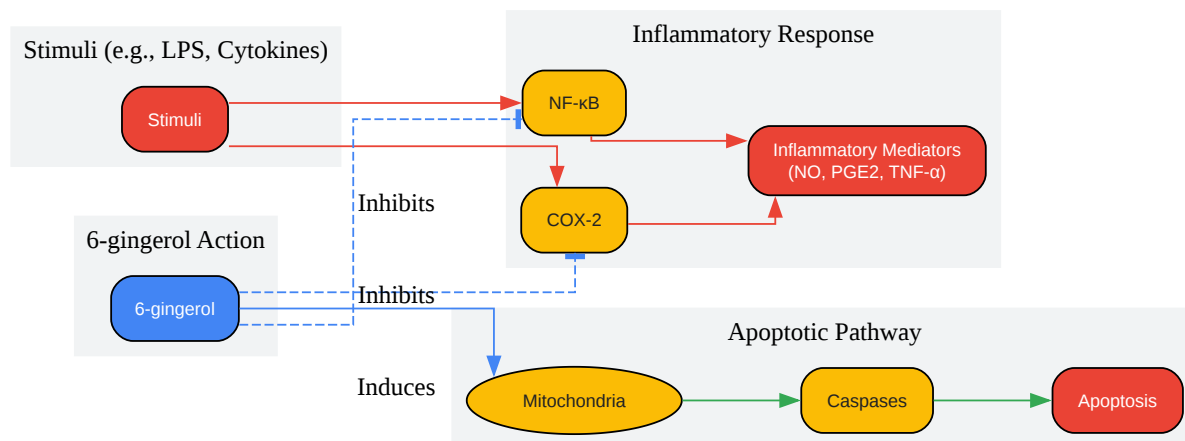 Stimuli (e.g., LPS, Cytokines)
Stimuli
Inflammatory Response
NF-κB
Inflammatory Mediators
(NO, PGE2, TNF-α)
COX-2
Inhibits
6-gingerol Action
6-gingerol
Inhibits
Induces
Apoptotic Pathway
Mitochondria
Caspases
Apoptosis